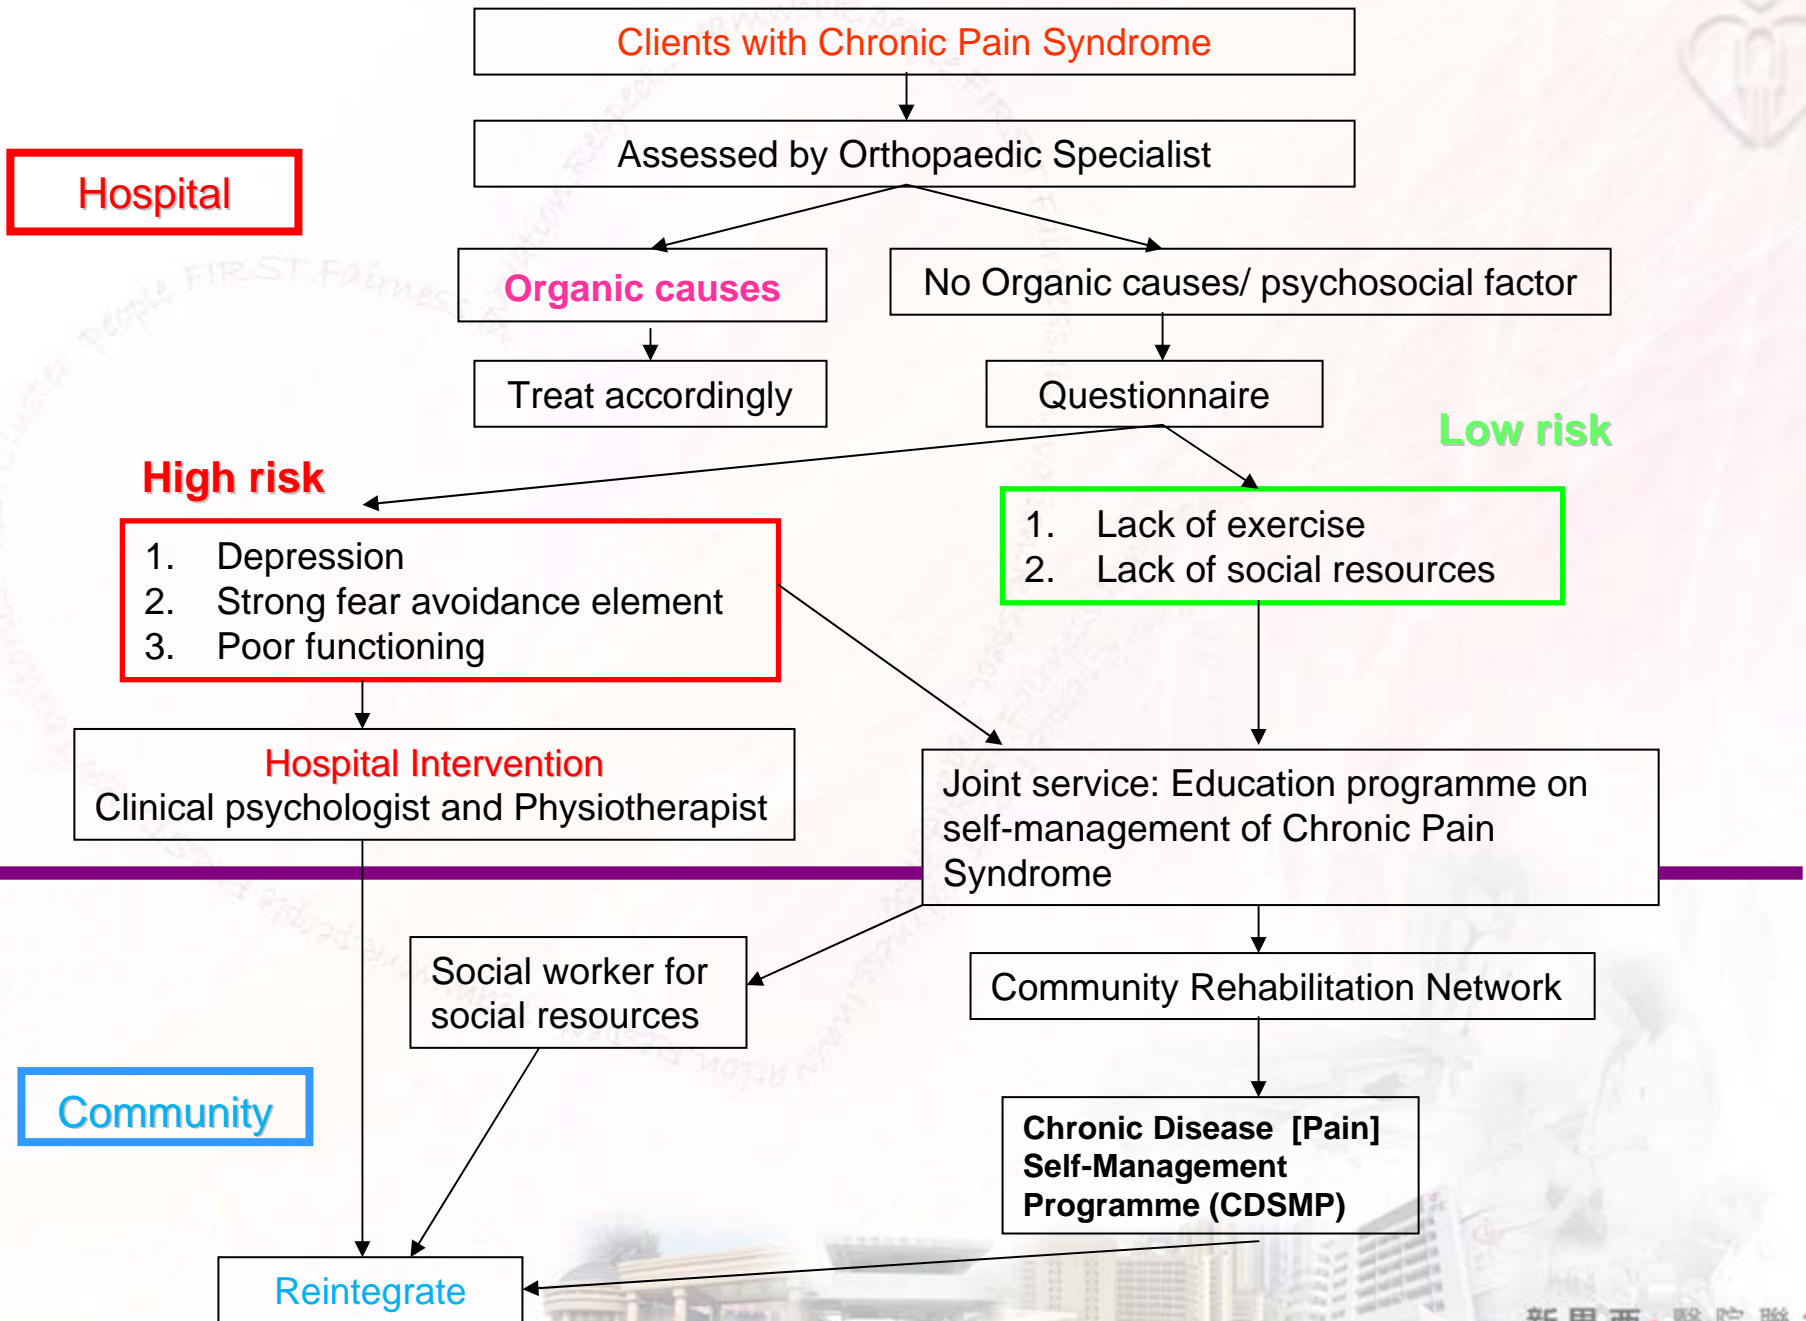 Clients with Chronic Pain Syndrome
Assessed by Orthopaedic Specialist
Hospital
Organic causes
No Organic causes/ psychosocial factor
Treat accordingly
Questionnaire
Low risk
High risk
1. Lack of exercise
2. Lack of social resources
1. Depression
2. Strong fear avoidance element
3. Poor functioning
Hospital Intervention
Clinical psychologist and Physiotherapist
Joint service: Education programme on
self-management of Chronic Pain
Syndrome
Social worker for
social resources
Community Rehabilitation Network
Community
Chronic Disease [Pain]
Self-Management
Programme (CDSMP)
Reintegrate